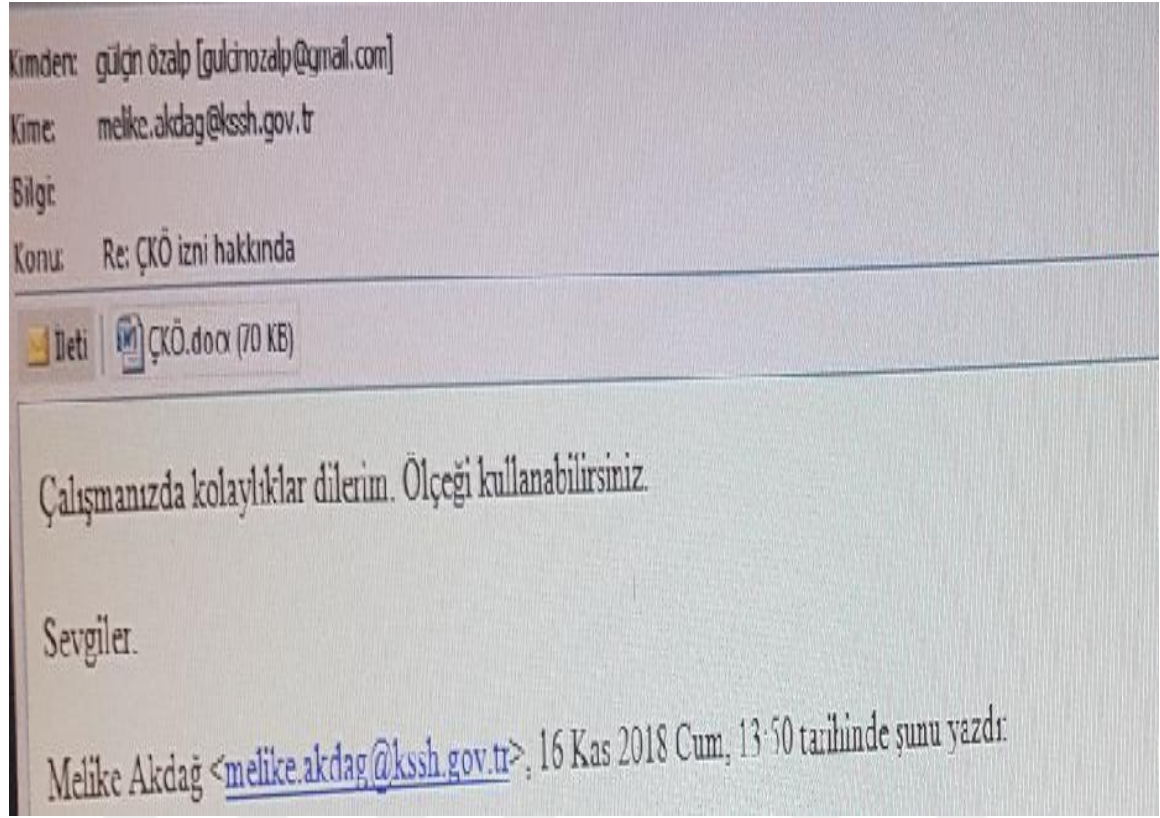 Kimden: gülçin özalp [gulcinozalp@gmail.com]
Kime: melike.akdag@kssh.gov.tr
Bilgi:
Konu: Re: ÇKÖ izni hakkında
İleti ÇKÖ.docx (70 KB)
Çalışmanızda kolaylıklar dilerim. Ölçeği kullanabilirsiniz.
Sevgiler.
Melike Akdağ <melike.akdag@kssh.gov.tr>, 16 Kas 2018 Cum, 13:50 tarihinde şunu yazdı: